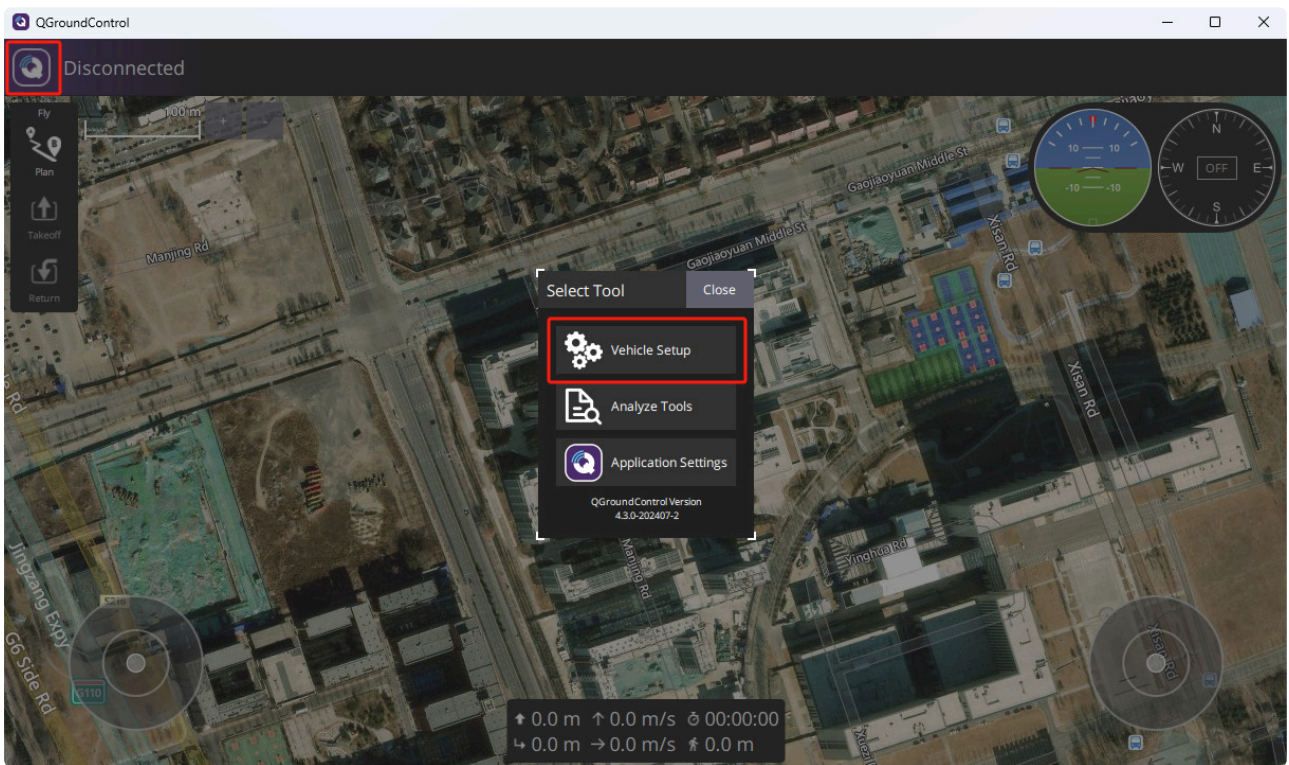 QGroundControl
Disconnected
Fly
Plan
Takeoff
Return
100 m
+
Manjing Rd
Gaojiaoyuan Middle St
Gaojiaoyuan Middle St
Xisan Rd
10 10
-10 -10
N
W OFF E
S
Select Tool Close
Vehicle Setup
Analyze Tools
Application Settings
QGroundControl Version
4.3.0-202407-2
Xisan Rd
Rd
Manjing Rd
Yinghua Rd
Jingzang Expy
G6 Side Rd
G110
Xisan Rd
0.0 m 0.0 m/s 00:00:00
0.0 m 0.0 m/s 0.0 m